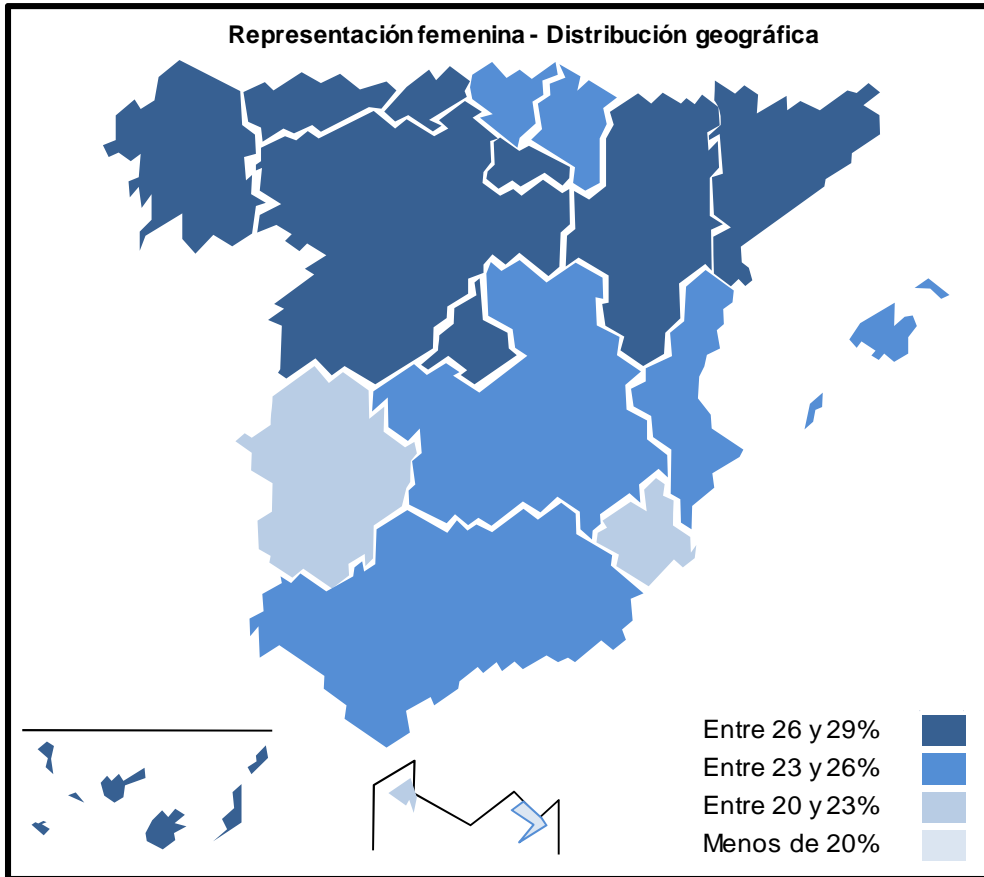 Representación femenina - Distribución geográfica
Entre 26 y 29%
Entre 23 y 26%
Entre 20 y 23%
Menos de 20%